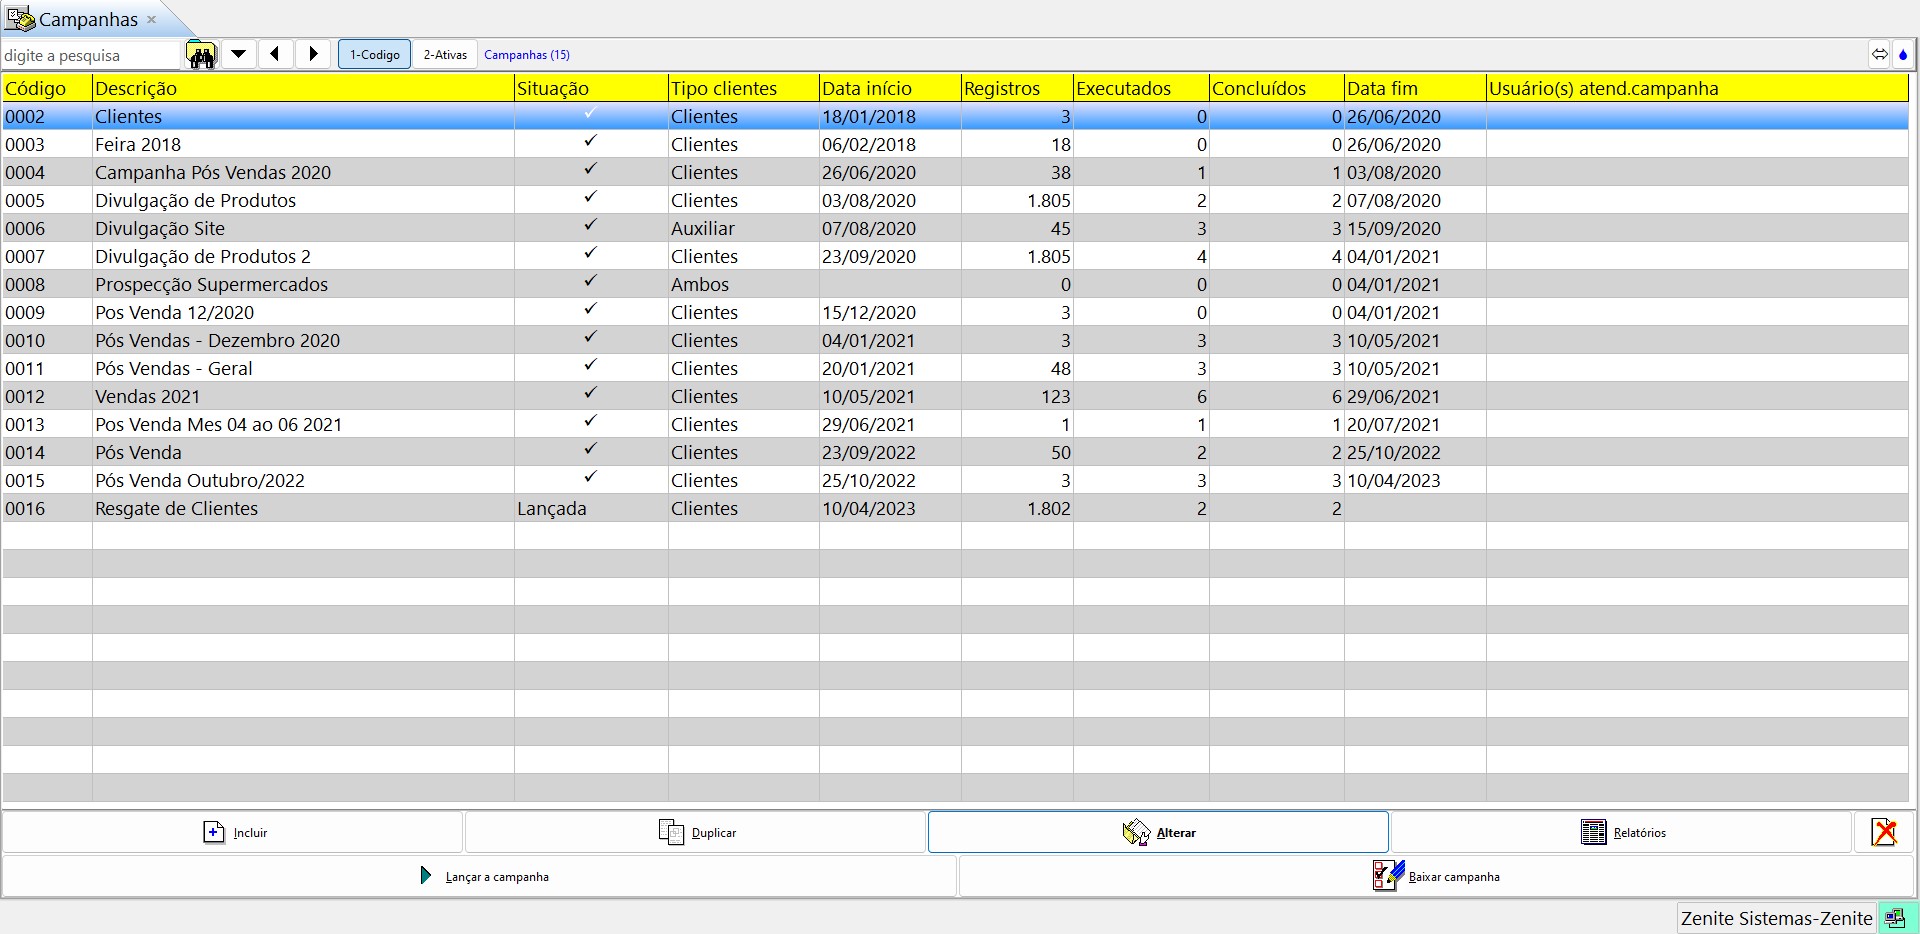 Campanhas
digite a pesquisa 1-Codigo 2-Ativas Campanhas (15)
Código Descrição Situação Tipo clientes Data início Registros Executados Concluídos Data fim Usuário(s) atend.campanha
0002 Clientes ✓ Clientes 18/01/2018 3 0 0 26/06/2020
0003 Feira 2018 ✓ Clientes 06/02/2018 18 0 0 26/06/2020
0004 Campanha Pós Vendas 2020 ✓ Clientes 26/06/2020 38 1 1 03/08/2020
0005 Divulgação de Produtos ✓ Clientes 03/08/2020 1.805 2 2 07/08/2020
0006 Divulgação Site ✓ Auxiliar 07/08/2020 45 3 3 15/09/2020
0007 Divulgação de Produtos 2 ✓ Clientes 23/09/2020 1.805 4 4 04/01/2021
0008 Prospecção Supermercados ✓ Ambos 0 0 0 04/01/2021
0009 Pos Venda 12/2020 ✓ Clientes 15/12/2020 3 0 0 04/01/2021
0010 Pós Vendas - Dezembro 2020 ✓ Clientes 04/01/2021 3 3 3 10/05/2021
0011 Pós Vendas - Geral ✓ Clientes 20/01/2021 48 3 3 10/05/2021
0012 Vendas 2021 ✓ Clientes 10/05/2021 123 6 6 29/06/2021
0013 Pos Venda Mes 04 ao 06 2021 ✓ Clientes 29/06/2021 1 1 1 20/07/2021
0014 Pós Venda ✓ Clientes 23/09/2022 50 2 2 25/10/2022
0015 Pós Venda Outubro/2022 ✓ Clientes 25/10/2022 3 3 3 10/04/2023
0016 Resgate de Clientes Lançada Clientes 10/04/2023 1.802 2 2
Incluir Duplicar Alterar Relatórios
Lançar a campanha Baixar campanha
Zenite Sistemas-Zenite